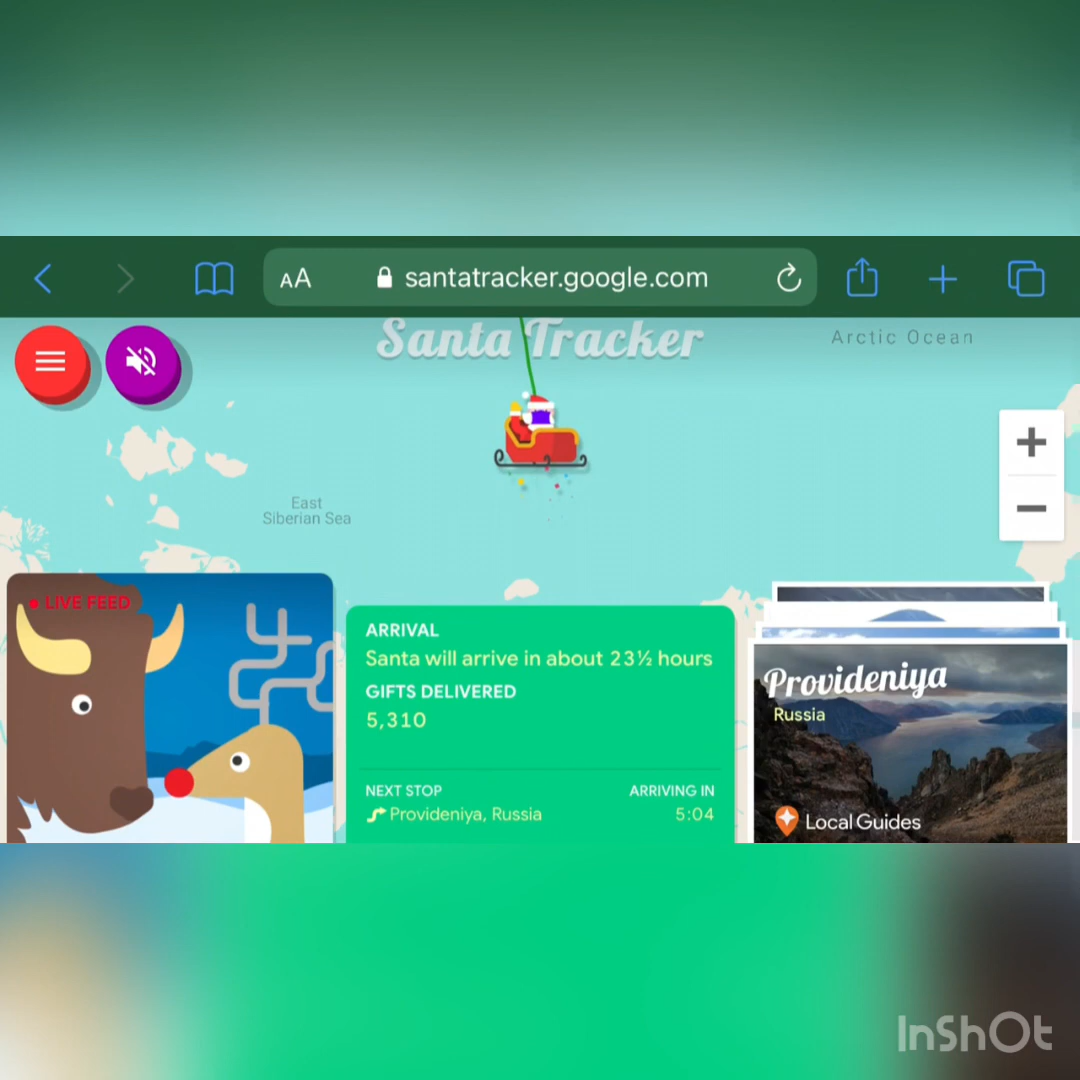 AA
santatracker.google.com
Santa Tracker
Arctic Ocean
East
Siberian Sea
LIVE FEED
ARRIVAL
Santa will arrive in about 23½ hours
GIFTS DELIVERED
5,310
NEXT STOP
ARRIVING IN
Provideniya, Russia
5:04
Provideniya
Russia
Local Guides
InShOt